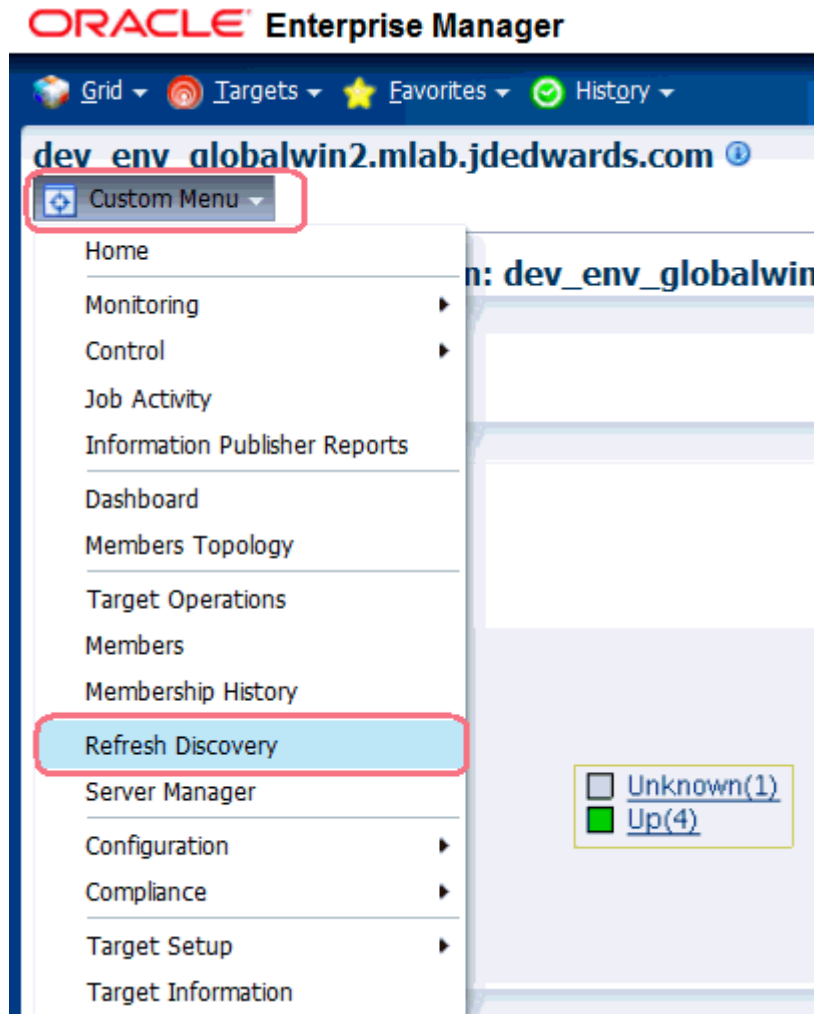 ORACLE Enterprise Manager
Grid Targets Favorites History
dev_env_globalwin2.mlab.jdedwards.com
Custom Menu
Home
n: dev_env_globalwin
Monitoring
Control
Job Activity
Information Publisher Reports
Dashboard
Members Topology
Target Operations
Members
Membership History
Refresh Discovery
Server Manager
Unknown(1)
Up(4)
Configuration
Compliance
Target Setup
Target Information